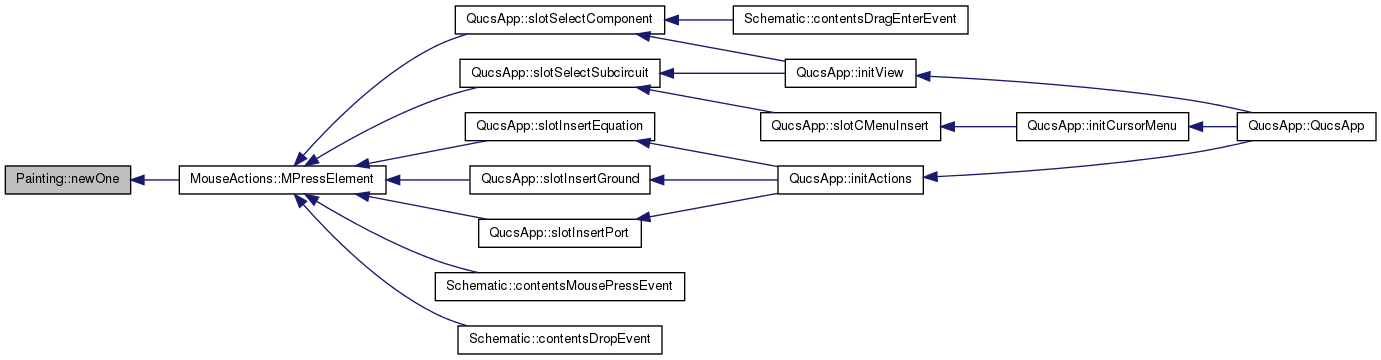 QucsApp::slotSelectComponent
Schematic::contentsDragEnterEvent
QucsApp::slotSelectSubcircuit
QucsApp::initView
QucsApp::slotInsertEquation
QucsApp::slotCMenuInsert
QucsApp::initCursorMenu
QucsApp::QucsApp
Painting::newOne
MouseActions::MPressElement
QucsApp::slotInsertGround
QucsApp::initActions
QucsApp::slotInsertPort
Schematic::contentsMousePressEvent
Schematic::contentsDropEvent